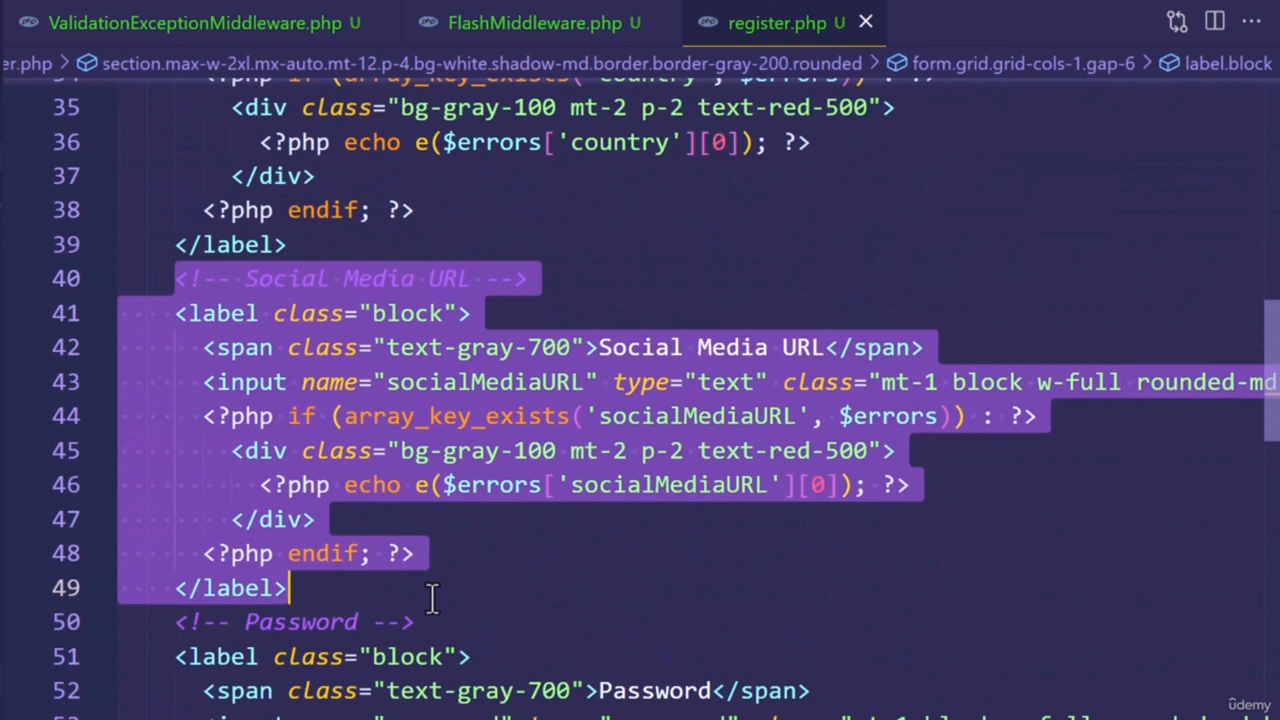 ValidationExceptionMiddleware.php U
FlashMiddleware.php U
register.php U
er.php > section.max-w-2xl.mx-auto.mt-12.p-4.bg-white.shadow-md.border.border-gray-200.rounded > form.grid.grid-cols-1.gap-6 > label.block
35 <div class="bg-gray-100 mt-2 p-2 text-red-500">
36 <?php echo e($errors['country'][0]); ?>
37 </div>
38 <?php endif; ?>
39 </label>
40 <!-- Social Media URL -->
41 <label class="block">
42 <span class="text-gray-700">Social Media URL</span>
43 <input name="socialMediaURL" type="text" class="mt-1 block w-full rounded-md
44 <?php if (array_key_exists('socialMediaURL', $errors)) : ?>
45 <div class="bg-gray-100 mt-2 p-2 text-red-500">
46 <?php echo e($errors['socialMediaURL'][0]); ?>
47 </div>
48 <?php endif; ?>
49 </label>
50 <!-- Password -->
51 <label class="block">
52 <span class="text-gray-700">Password</span>
udemy